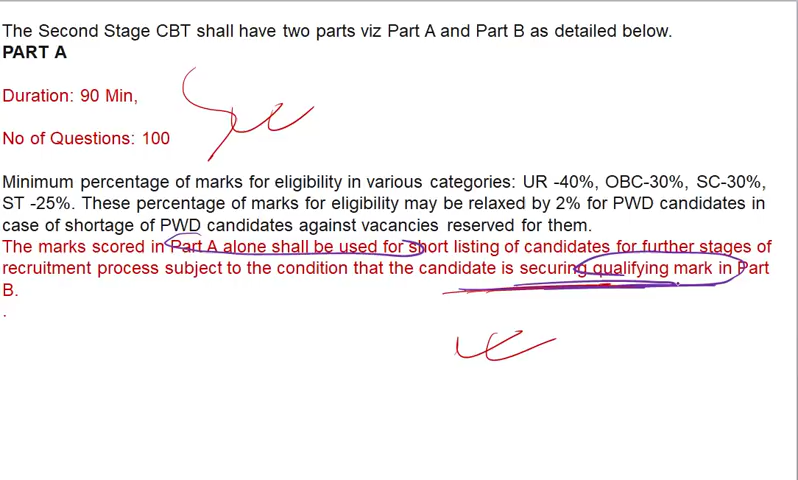 The Second Stage CBT shall have two parts viz Part A and Part B as detailed below.
PART A
Duration: 90 Min,
No of Questions: 100
Minimum percentage of marks for eligibility in various categories: UR -40%, OBC-30%, SC-30%,
ST -25%. These percentage of marks for eligibility may be relaxed by 2% for PWD candidates in
case of shortage of PWD candidates against vacancies reserved for them.
The marks scored in Part A alone shall be used for short listing of candidates for further stages of
recruitment process subject to the condition that the candidate is securing qualifying mark in Part
B.
.